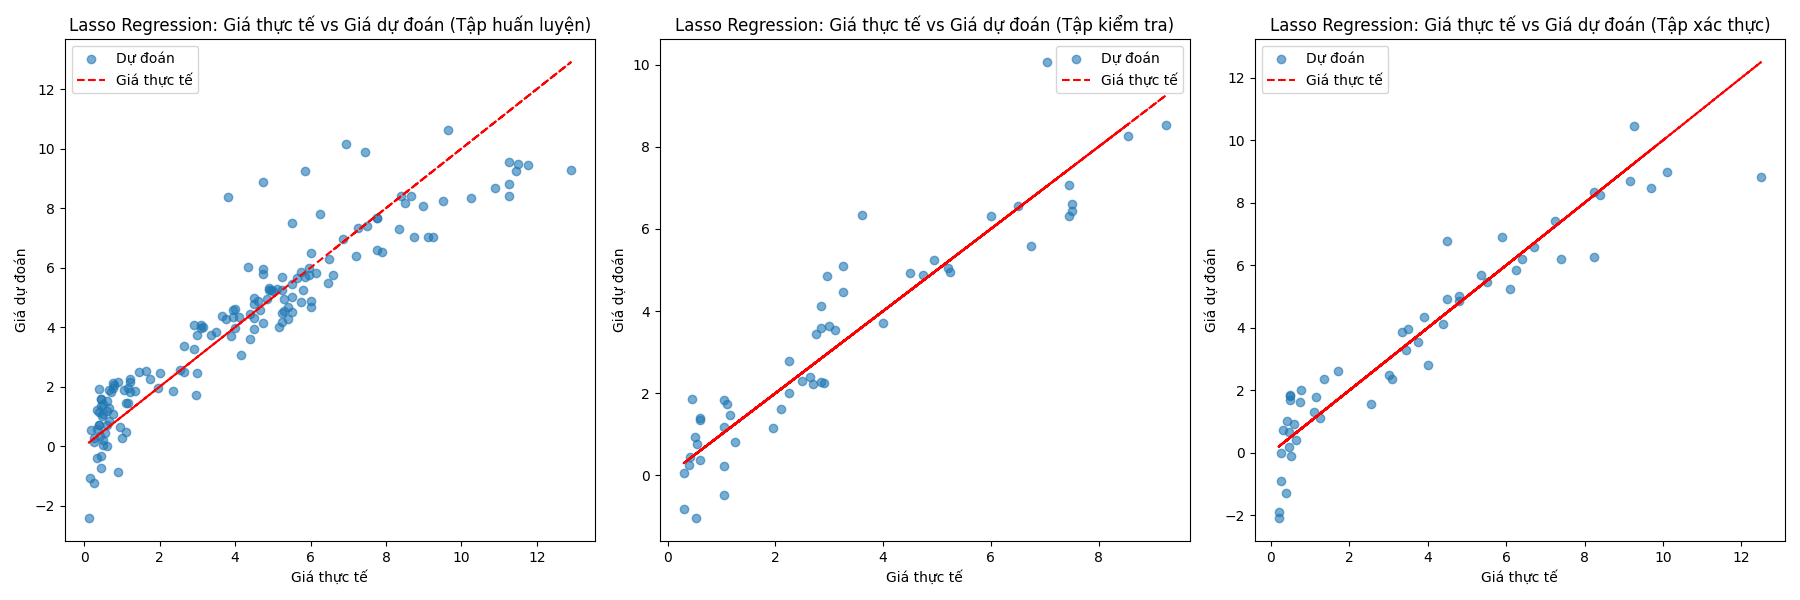 Lasso Regression: Giá thực tế vs Giá dự đoán (Tập huấn luyện)
Dự đoán
Giá thực tế
12
10
8
6
4
2
0
−2
Giá dự đoán
0 2 4 6 8 10 12
Giá thực tế
Lasso Regression: Giá thực tế vs Giá dự đoán (Tập kiểm tra)
Dự đoán
Giá thực tế
10
8
6
4
2
0
Giá dự đoán
0 2 4 6 8
Giá thực tế
Lasso Regression: Giá thực tế vs Giá dự đoán (Tập xác thực)
Dự đoán
Giá thực tế
12
10
8
6
4
2
0
−2
Giá dự đoán
0 2 4 6 8 10 12
Giá thực tế